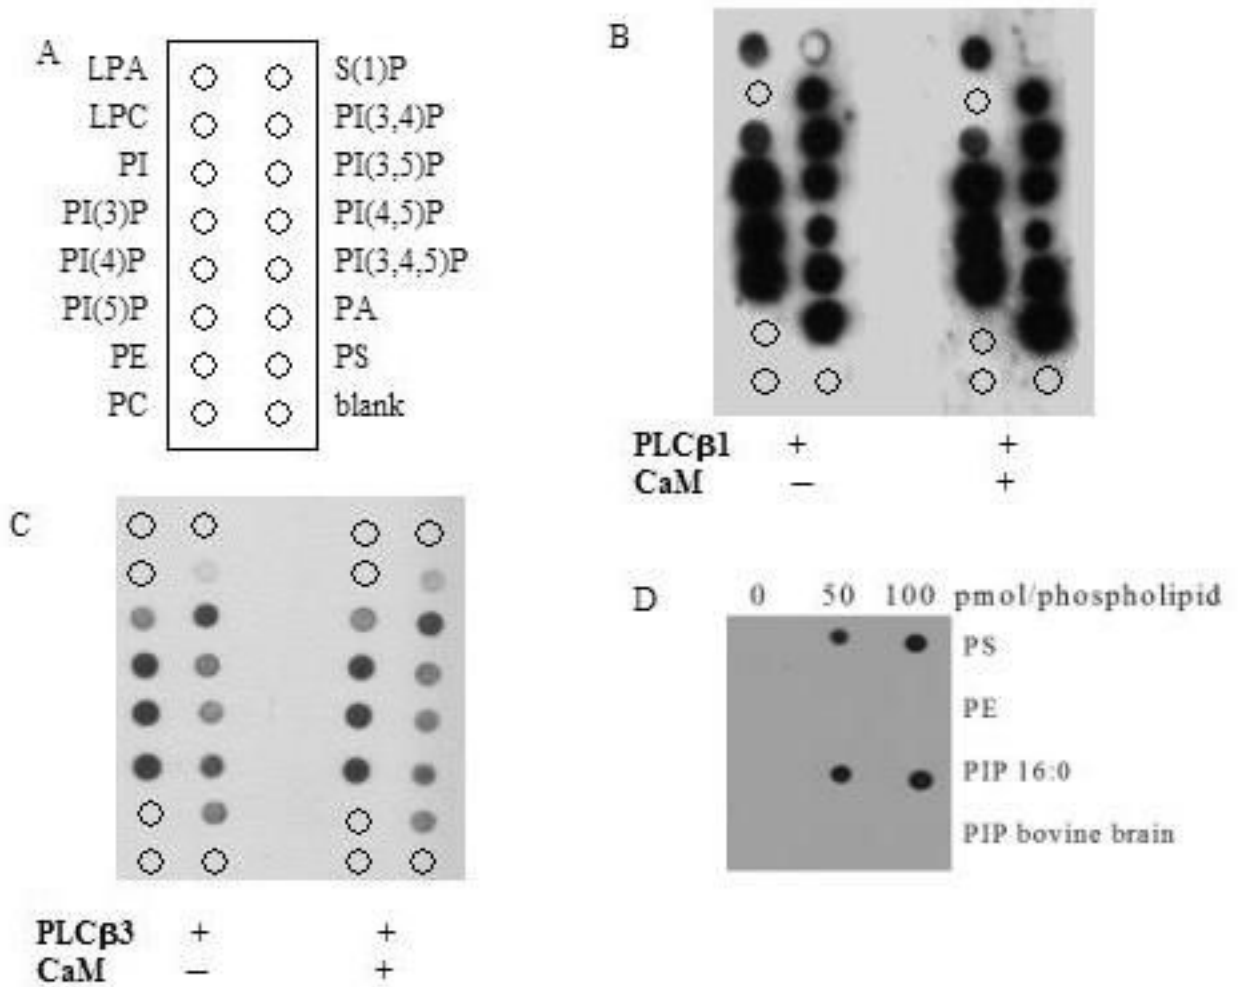 A
LPA S(1)P
LPC PI(3,4)P
PI PI(3,5)P
PI(3)P PI(4,5)P
PI(4)P PI(3,4,5)P
PI(5)P PA
PE PS
PC blank
B
PLCβ1 + +
CaM – +
C
PLCβ3 + +
CaM – +
D 0 50 100 pmol/phospholipid
PS
PE
PIP 16:0
PIP bovine brain